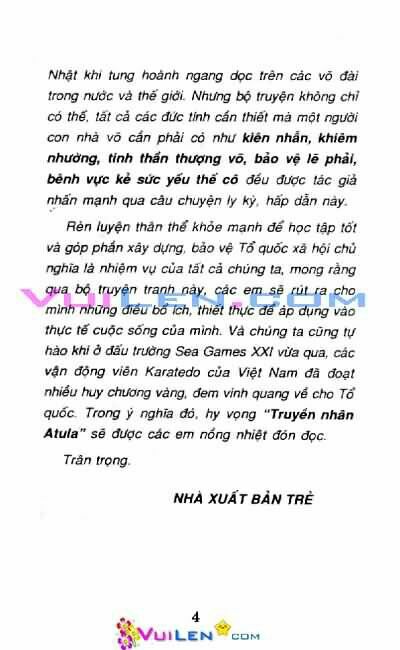 Nhật khi tung hoành ngang dọc trên các võ đài
trong nước và thế giới. Nhưng bộ truyện không chỉ
có thế, tất cả các đức tính cần thiết mà một người
con nhà võ cần phải có như kiên nhẫn, khiêm
nhường, tinh thần thượng võ, bảo vệ lẽ phải,
bênh vực kẻ sức yếu thế cô đều được tác giả
nhấn mạnh qua câu chuyện ly kỳ, hấp dẫn này.
Rèn luyện thân thể khỏe mạnh để học tập tốt
và góp phần xây dựng, bảo vệ Tổ quốc xã hội chủ
nghĩa là nhiệm vụ của tất cả chúng ta, mong rằng
qua bộ truyện tranh này, các em sẽ rút ra cho
VUILEN.COM
mình những điều bổ ích, thiết thực để áp dụng vào
thực tế cuộc sống của mình. Và chúng ta cũng tự
hào khi ở đấu trường Sea Games XXI vừa qua, các
vận động viên Karatedo của Việt Nam đã đoạt
nhiều huy chương vàng, đem vinh quang về cho Tổ
quốc. Trong ý nghĩa đó, hy vọng “Truyền nhân
Atula” sẽ được các em nồng nhiệt đón đọc.
Trân trọng.
NHÀ XUẤT BẢN TRẺ
4
VUILEN.COM